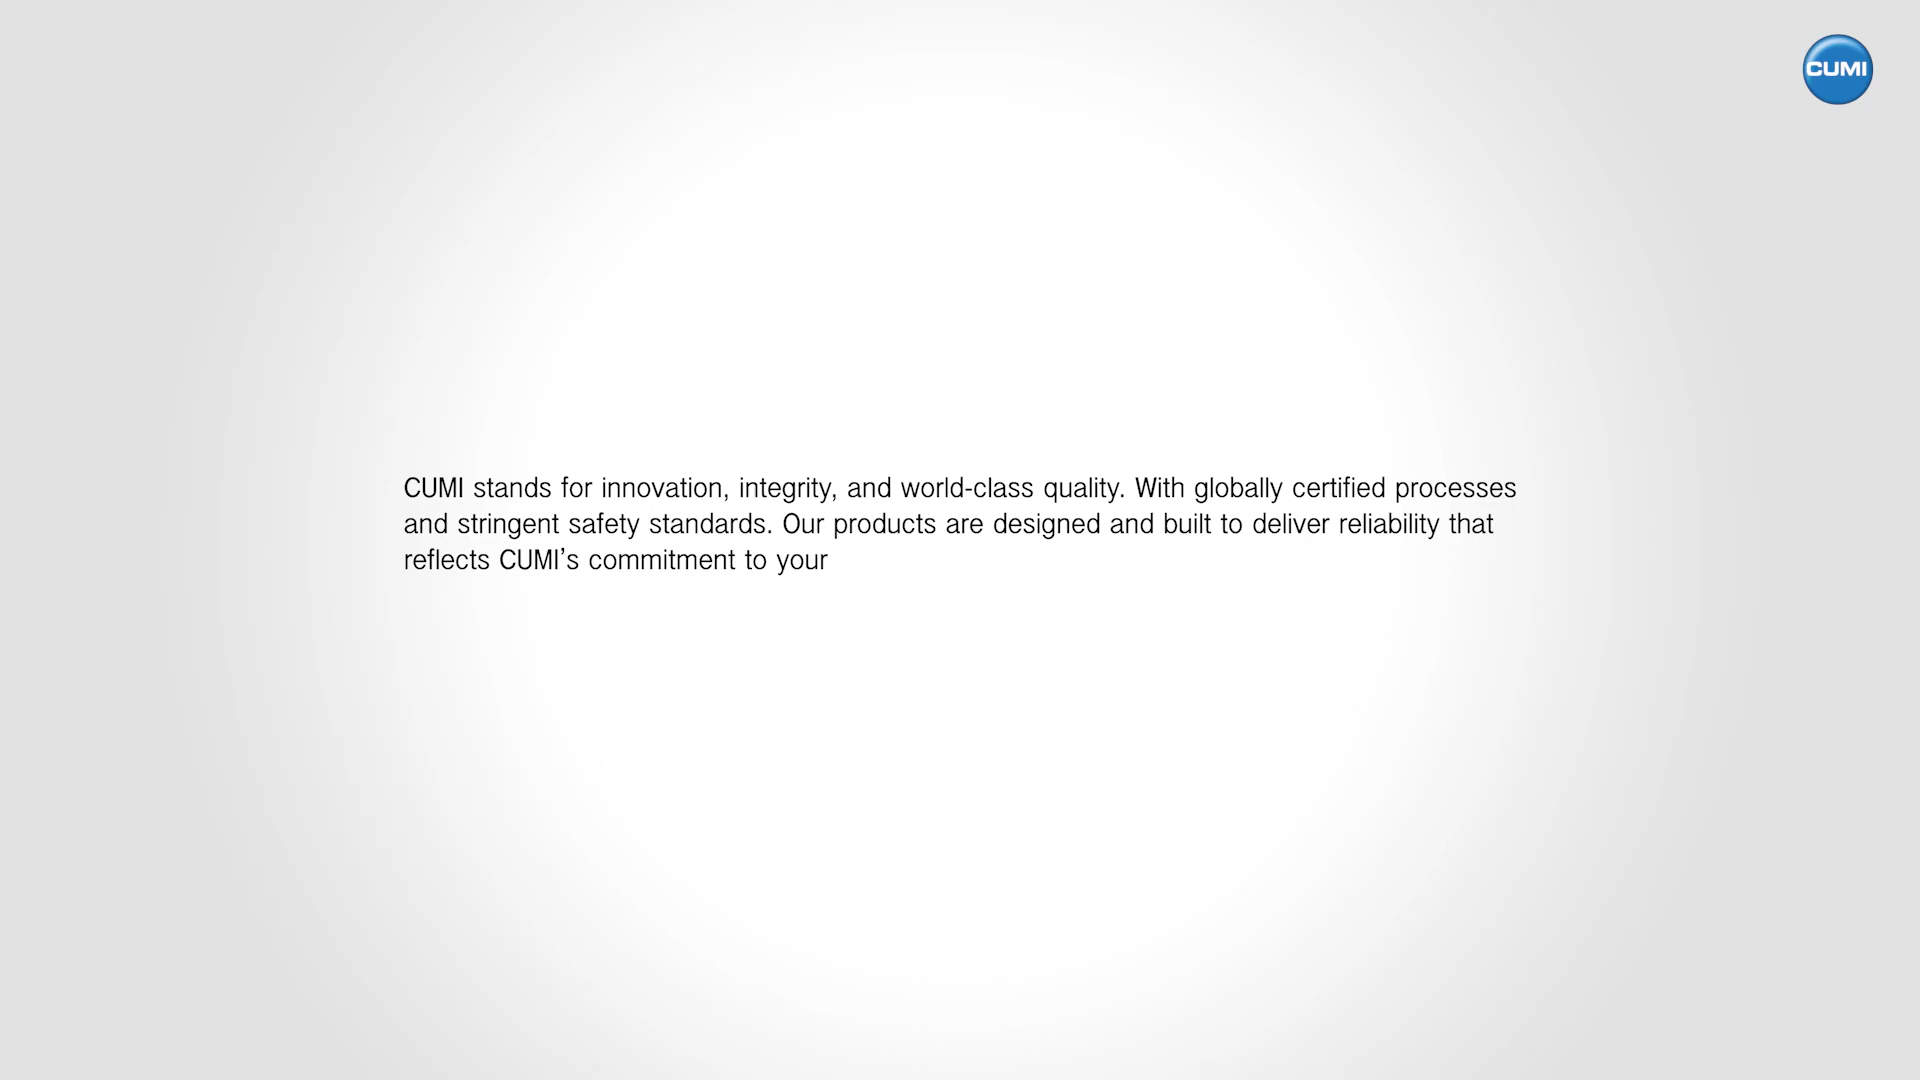 CUMI
CUMI stands for innovation, integrity, and world-class quality. With globally certified processes
and stringent safety standards. Our products are designed and built to deliver reliability that
reflects CUMI’s commitment to your